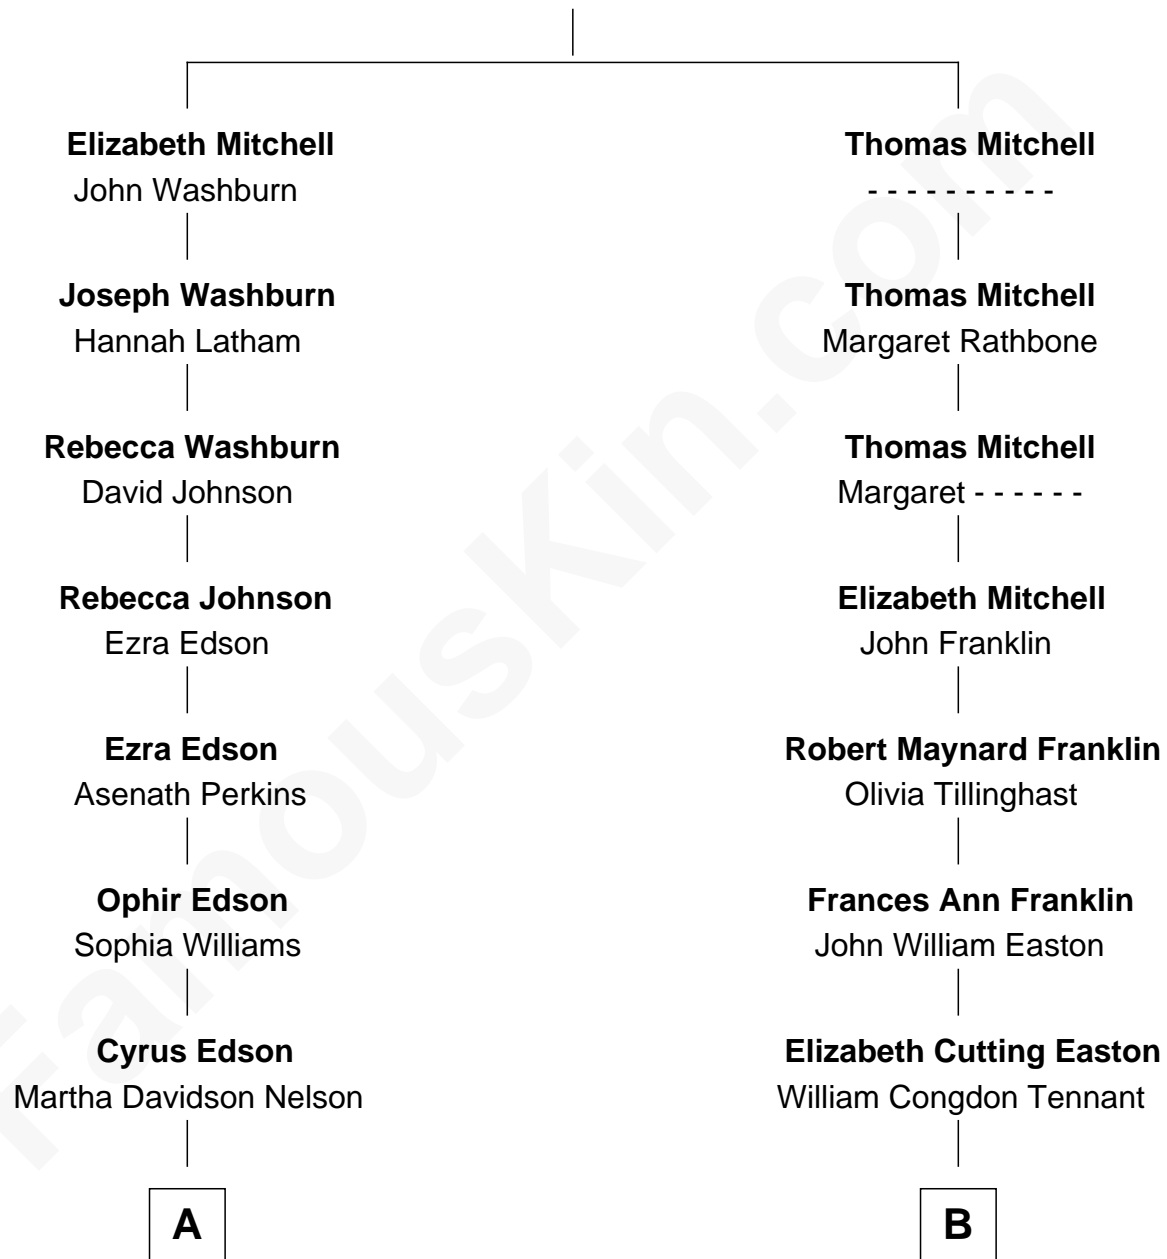 Elizabeth Mitchell
John Washburn
Thomas Mitchell
- - - - - - - - - -
Joseph Washburn
Hannah Latham
Thomas Mitchell
Margaret Rathbone
Rebecca Washburn
David Johnson
Thomas Mitchell
Margaret - - - - - -
Rebecca Johnson
Ezra Edson
Elizabeth Mitchell
John Franklin
Ezra Edson
Asenath Perkins
Robert Maynard Franklin
Olivia Tillinghast
Ophir Edson
Sophia Williams
Frances Ann Franklin
John William Easton
Cyrus Edson
Martha Davidson Nelson
Elizabeth Cutting Easton
William Congdon Tennant
A
B
FamousKin.com